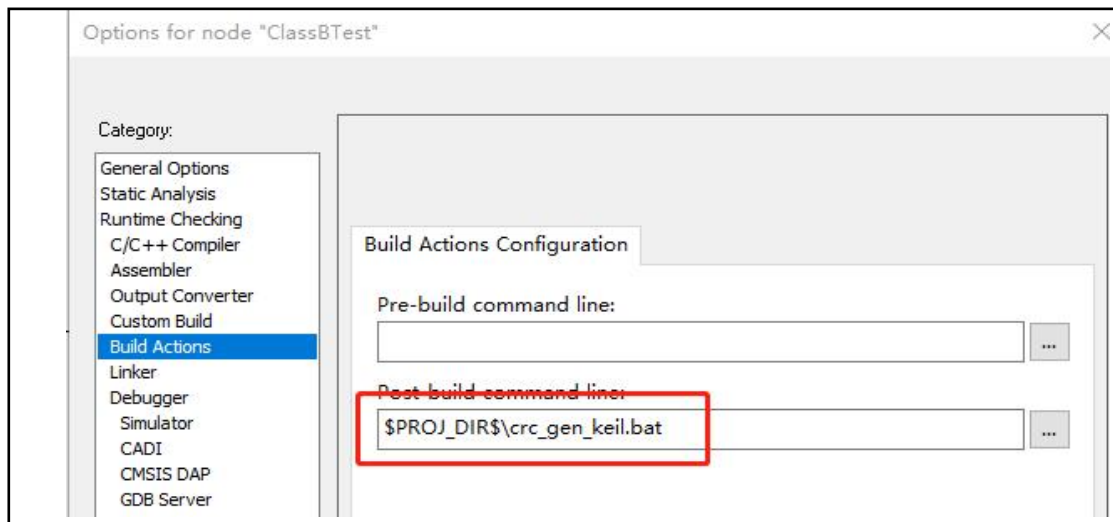 Options for node "ClassBTest"
Category:
General Options
Static Analysis
Runtime Checking
C/C++ Compiler
Assembler
Output Converter
Custom Build
Build Actions
Linker
Debugger
Simulator
CADI
CMSIS DAP
GDB Server
Build Actions Configuration
Pre-build command line:
...
Post-build command line:
$PROJ_DIR$\crc_gen_keil.bat
...